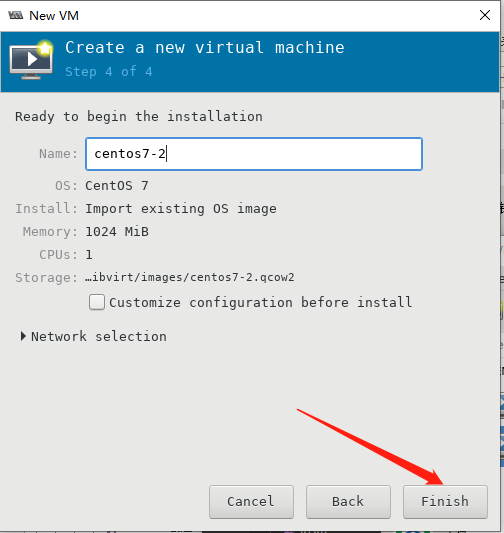 New VM
Create a new virtual machine
Step 4 of 4
Ready to begin the installation
Name: centos7-2
OS: CentOS 7
Install: Import existing OS image
Memory: 1024 MiB
CPUs: 1
Storage: …ibvirt/images/centos7-2.qcow2
Customize configuration before install
Network selection
Cancel Back Finish